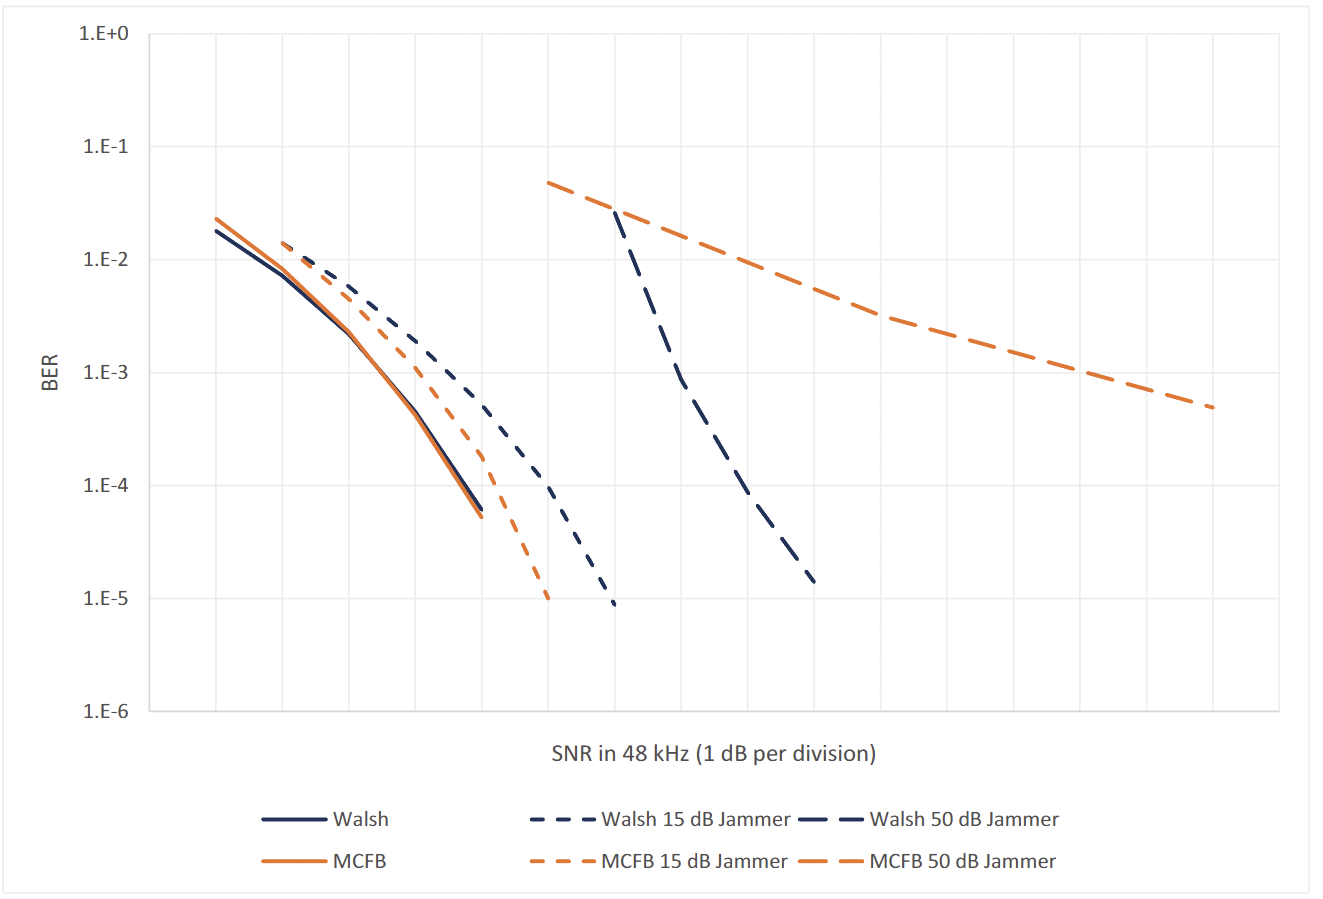 1.E+0
1.E-1
1.E-2
1.E-3
1.E-4
1.E-5
1.E-6
BER
SNR in 48 kHz (1 dB per division)
Walsh
Walsh 15 dB Jammer
Walsh 50 dB Jammer
MCFB
MCFB 15 dB Jammer
MCFB 50 dB Jammer